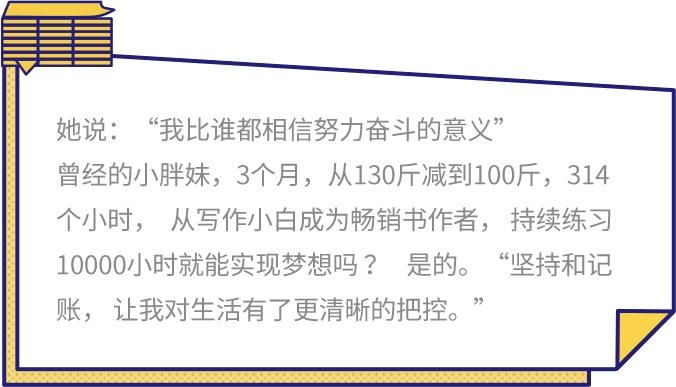 她说：“我比谁都相信努力奋斗的意义”
曾经的小胖妹，3个月，从130斤减到100斤，314
个小时， 从写作小白成为畅销书作者， 持续练习
10000小时就能实现梦想吗？ 是的。“坚持和记
账， 让我对生活有了更清晰的把控。”